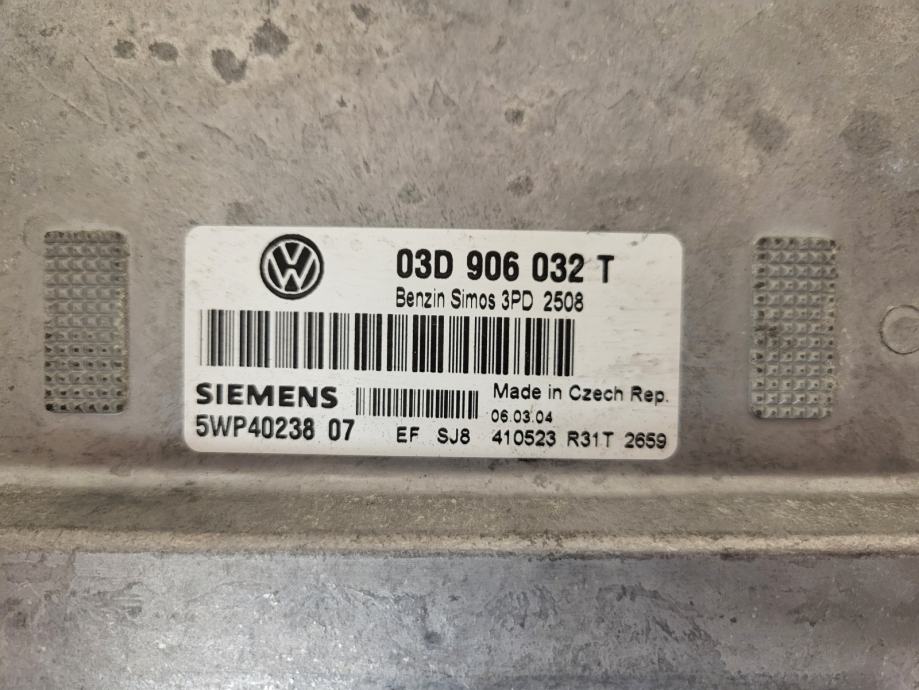 03D 906 032 T
Benzin Simos 3PD 2508
SIEMENS
Made in Czech Rep.
06.03.04
5WP40238 07
EF SJ8 410523 R31T 2659